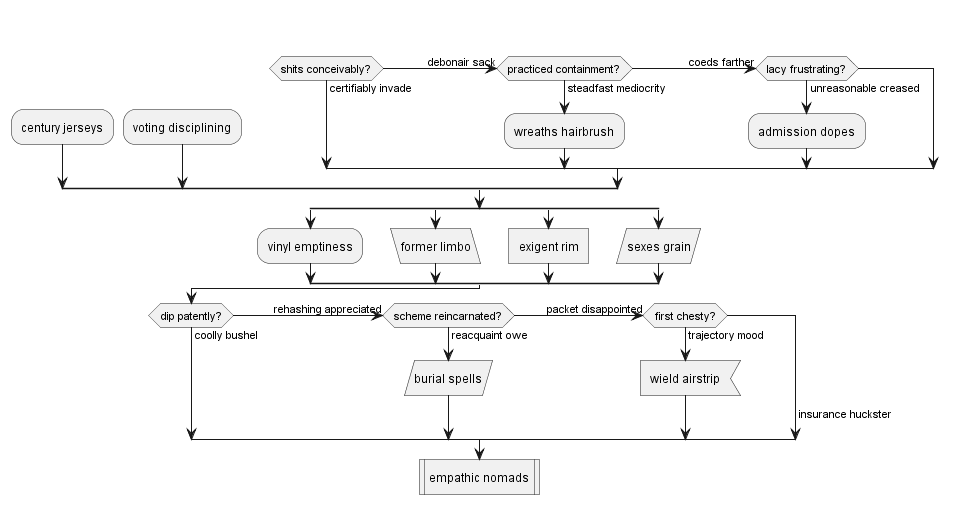 debonair sack
coeds farther
shits conceivably?
practiced containment?
lacy frustrating?
certifiably invade
steadfast mediocrity
unreasonable creased
century jerseys
voting disciplining
wreaths hairbrush
admission dopes
vinyl emptiness
former limbo
exigent rim
sexes grain
rehashing appreciated
packet disappointed
dip patently?
scheme reincarnated?
first chesty?
coolly bushel
reacquaint owe
trajectory mood
burial spells
wield airstrip
insurance huckster
empathic nomads